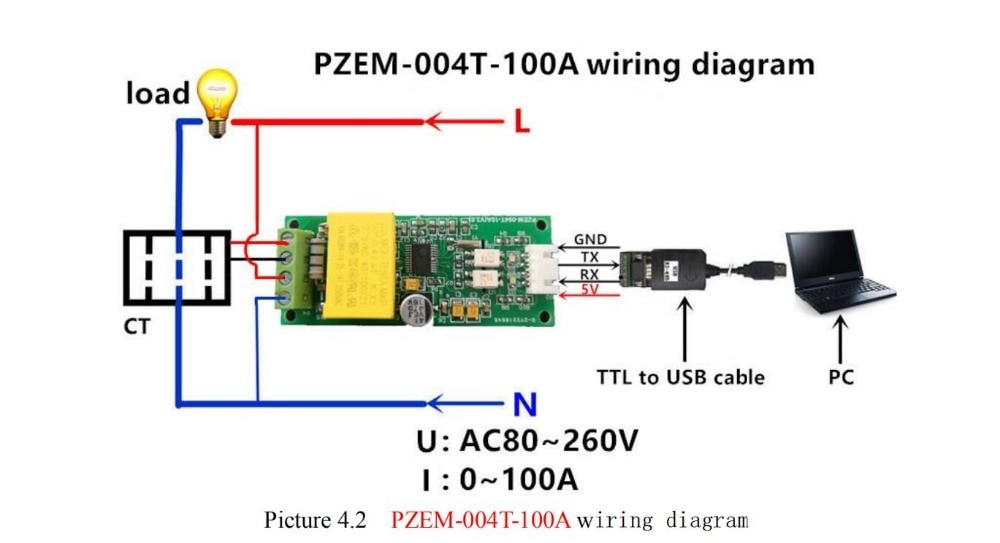 PZEM-004T-100A wiring diagram
load
L
GND
TX
RX
5V
CT
TTL to USB cable
PC
N
U: AC80~260V
I : 0~100A
Picture 4.2 PZEM-004T-100A wiring diagram